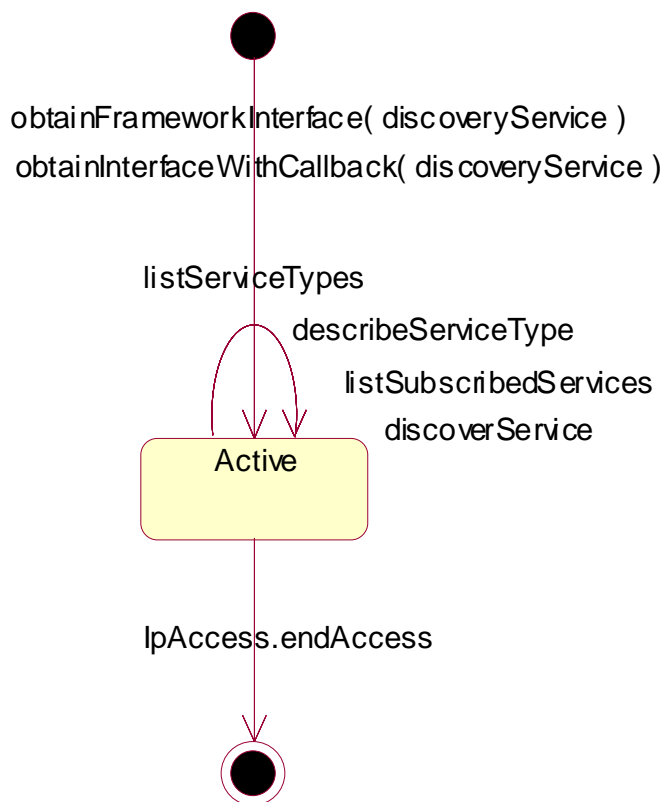 obtainFrameworkInterface( discoveryService )
obtainInterfaceWithCallback( discoveryService )
listServiceTypes
describeServiceType
listSubscribedServices
discoverService
Active
IpAccess.endAccess